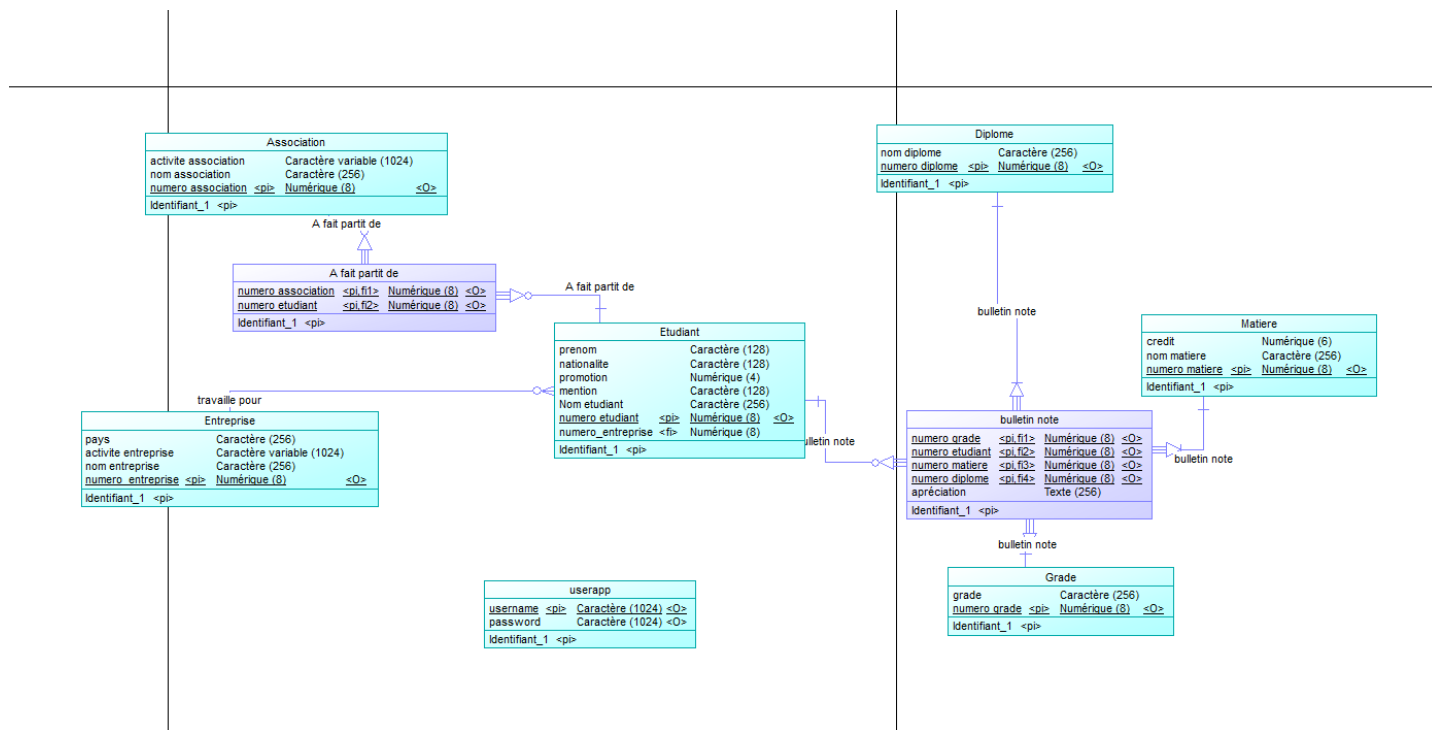 Association
activite association Caractère variable (1024)
nom association Caractère (256)
numero association <pi> Numérique (8) <O>
Identifiant_1 <pi>
A fait partit de
A fait partit de
numero association <pi,fi1> Numérique (8) <O>
numero etudiant <pi,fi2> Numérique (8) <O>
Identifiant_1 <pi>
A fait partit de
Etudiant
prenom Caractère (128)
nationalite Caractère (128)
promotion Numérique (4)
mention Caractère (128)
Nom etudiant Caractère (256)
numero etudiant <pi> Numérique (8) <O>
numero_entreprise <fi> Numérique (8)
Identifiant_1 <pi>
travaille pour
Entreprise
pays Caractère (256)
activite entreprise Caractère variable (1024)
nom entreprise Caractère (256)
numero_entreprise <pi> Numérique (8) <O>
Identifiant_1 <pi>
userapp
username <pi> Caractère (1024) <O>
password Caractère (1024) <O>
Identifiant_1 <pi>
Diplome
nom diplome Caractère (256)
numero diplome <pi> Numérique (8) <O>
Identifiant_1 <pi>
bulletin note
Matiere
credit Numérique (6)
nom matiere Caractère (256)
numero matiere <pi> Numérique (8) <O>
Identifiant_1 <pi>
bulletin note
bulletin note
numero grade <pi,fi1> Numérique (8) <O>
numero etudiant <pi,fi2> Numérique (8) <O>
numero matiere <pi,fi3> Numérique (8) <O>
numero diplome <pi,fi4> Numérique (8) <O>
apréciation Texte (256)
Identifiant_1 <pi>
bulletin note
bulletin note
Grade
grade Caractère (256)
numero grade <pi> Numérique (8) <O>
Identifiant_1 <pi>